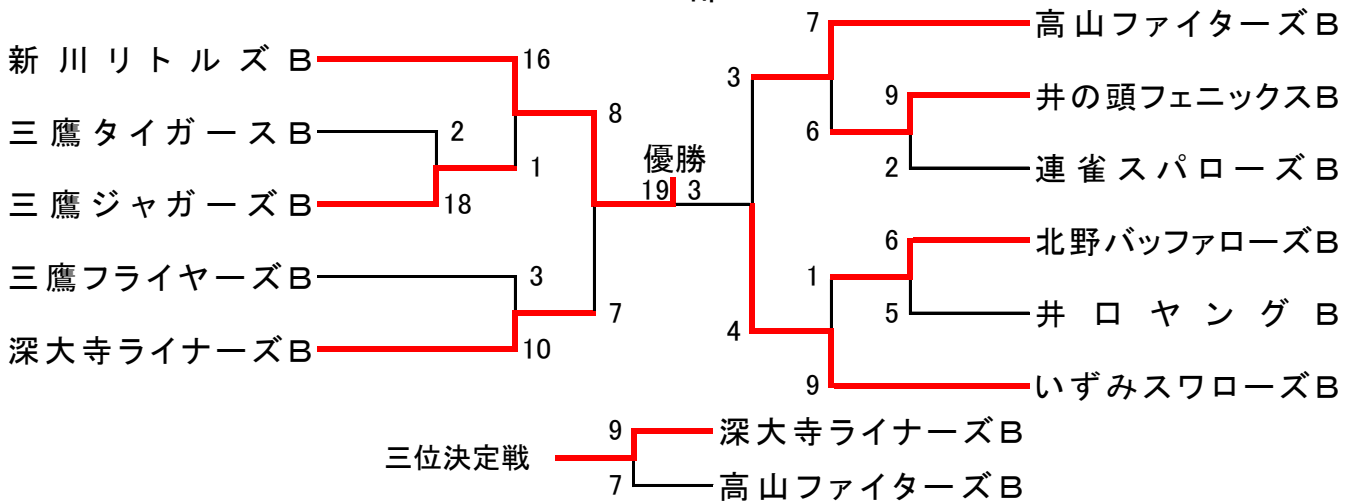 高山ファイターズB
7
新川リトルズB
16
3
井の頭フェニックスB
9
8
三鷹タイガースB
2
6
優勝
連雀スパローズB
2
1
19
3
三鷹ジャガーズB
18
北野バッファローズB
6
三鷹フライヤーズB
3
1
井口ヤングB
5
7
4
深大寺ライナーズB
10
いずみスワローズB
9
三位決定戦
9
深大寺ライナーズB
7
高山ファイターズB